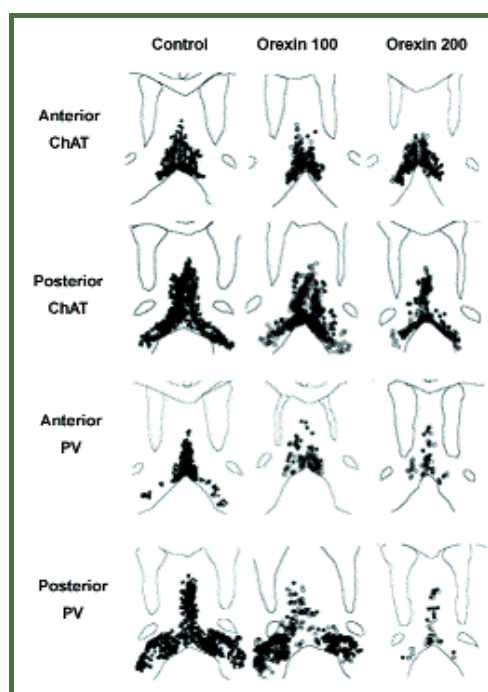 Control Orexin 100 Orexin 200
Anterior
ChAT
Posterior
ChAT
Anterior
PV
Posterior
PV